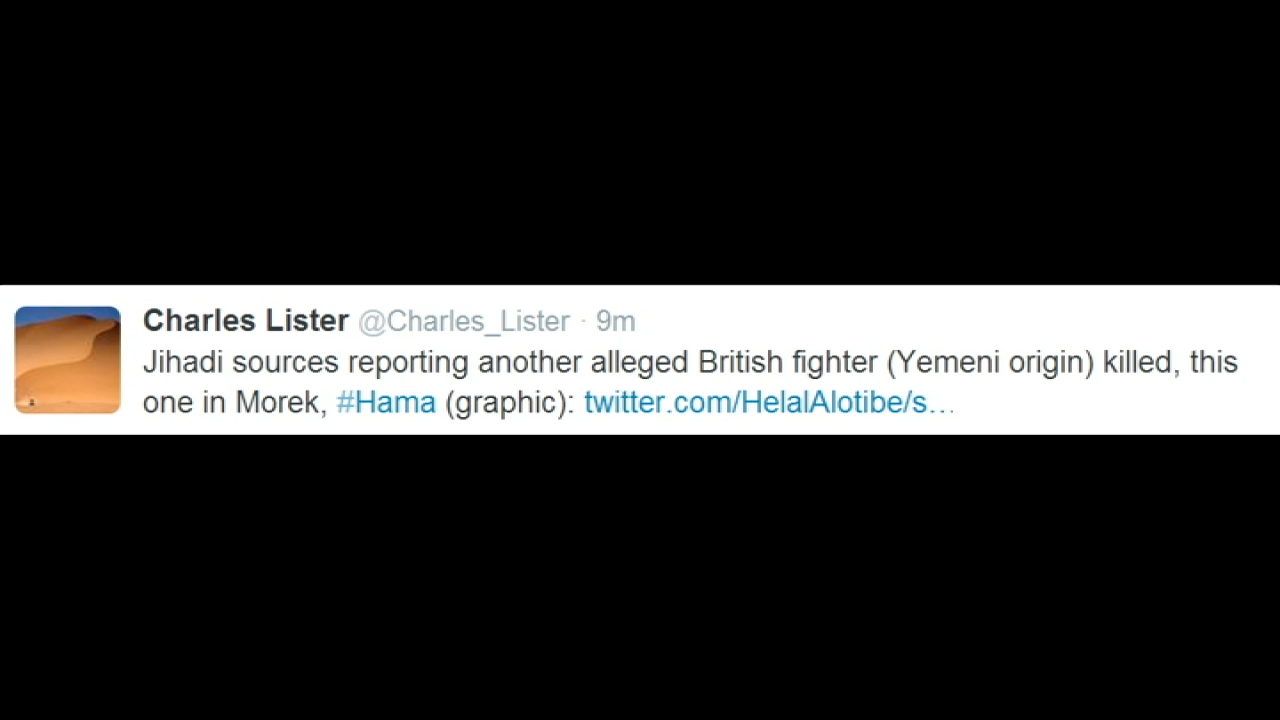 Charles Lister @Charles_Lister · 9m
Jihadi sources reporting another alleged British fighter (Yemeni origin) killed, this
one in Morek, #Hama (graphic): twitter.com/HelalAlotibe/s…